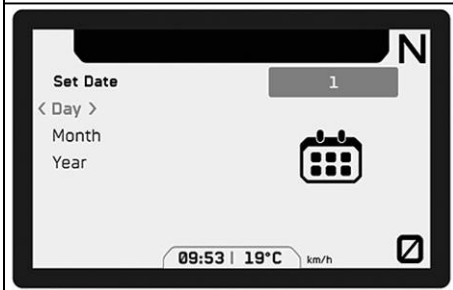 N
Set Date 1
< Day >
Month
Year
09:53 | 19°C km/h 0